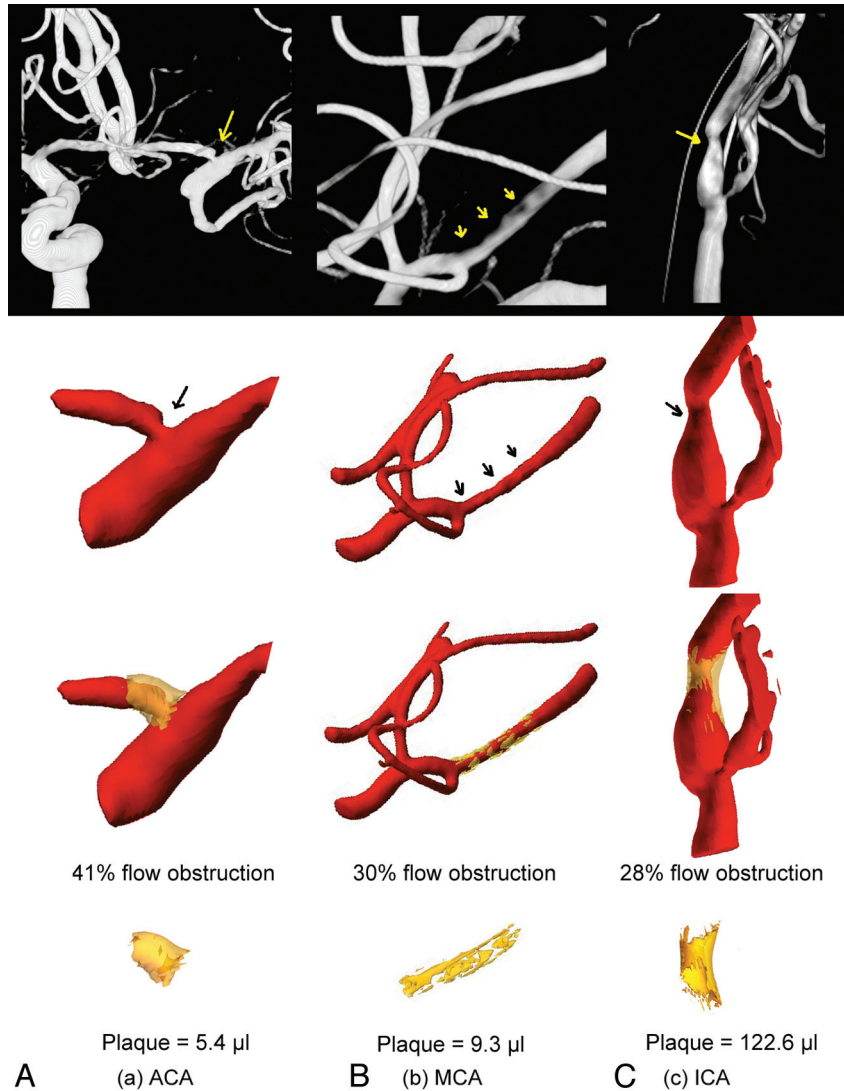 41% flow obstruction
30% flow obstruction
28% flow obstruction
Plaque = 5.4 µl
Plaque = 9.3 µl
Plaque = 122.6 µl
A (a) ACA
B (b) MCA
C (c) ICA